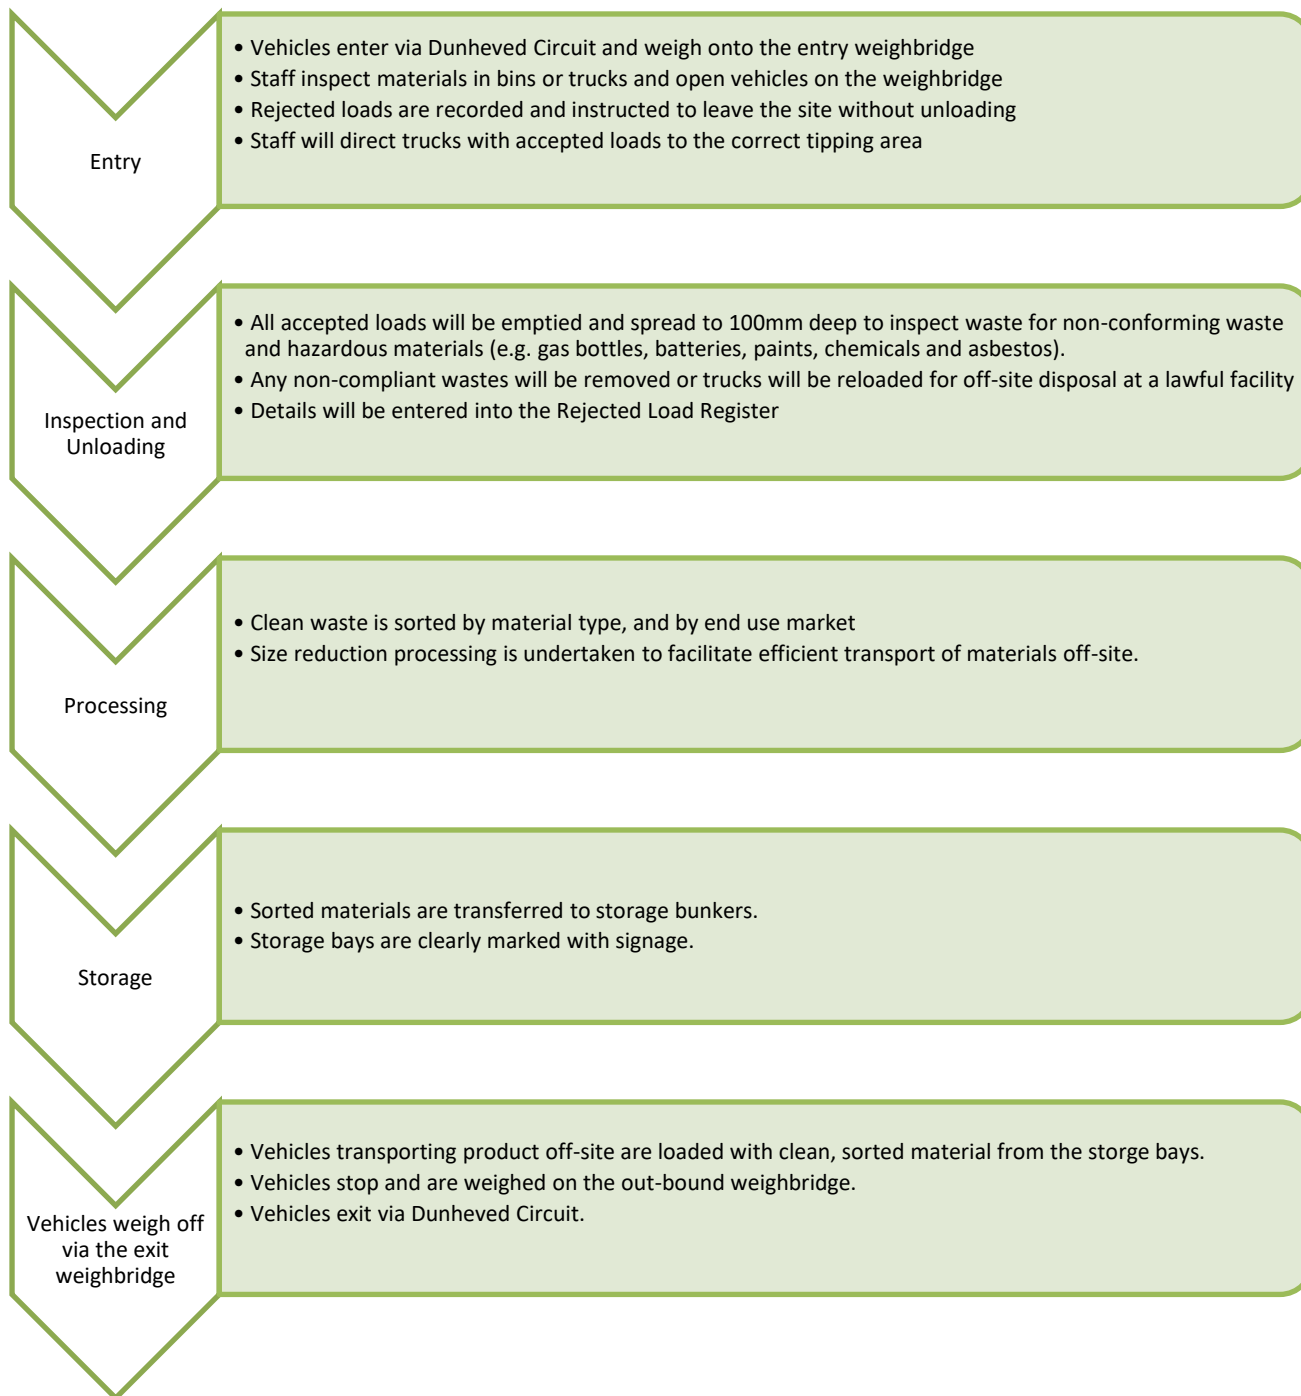 Entry
• Vehicles enter via Dunheved Circuit and weigh onto the entry weighbridge
• Staff inspect materials in bins or trucks and open vehicles on the weighbridge
• Rejected loads are recorded and instructed to leave the site without unloading
• Staff will direct trucks with accepted loads to the correct tipping area
Inspection and
Unloading
• All accepted loads will be emptied and spread to 100mm deep to inspect waste for non-conforming waste
and hazardous materials (e.g. gas bottles, batteries, paints, chemicals and asbestos).
• Any non-compliant wastes will be removed or trucks will be reloaded for off-site disposal at a lawful facility
• Details will be entered into the Rejected Load Register
Processing
• Clean waste is sorted by material type, and by end use market
• Size reduction processing is undertaken to facilitate efficient transport of materials off-site.
Storage
• Sorted materials are transferred to storage bunkers.
• Storage bays are clearly marked with signage.
Vehicles weigh off
via the exit
weighbridge
• Vehicles transporting product off-site are loaded with clean, sorted material from the storge bays.
• Vehicles stop and are weighed on the out-bound weighbridge.
• Vehicles exit via Dunheved Circuit.